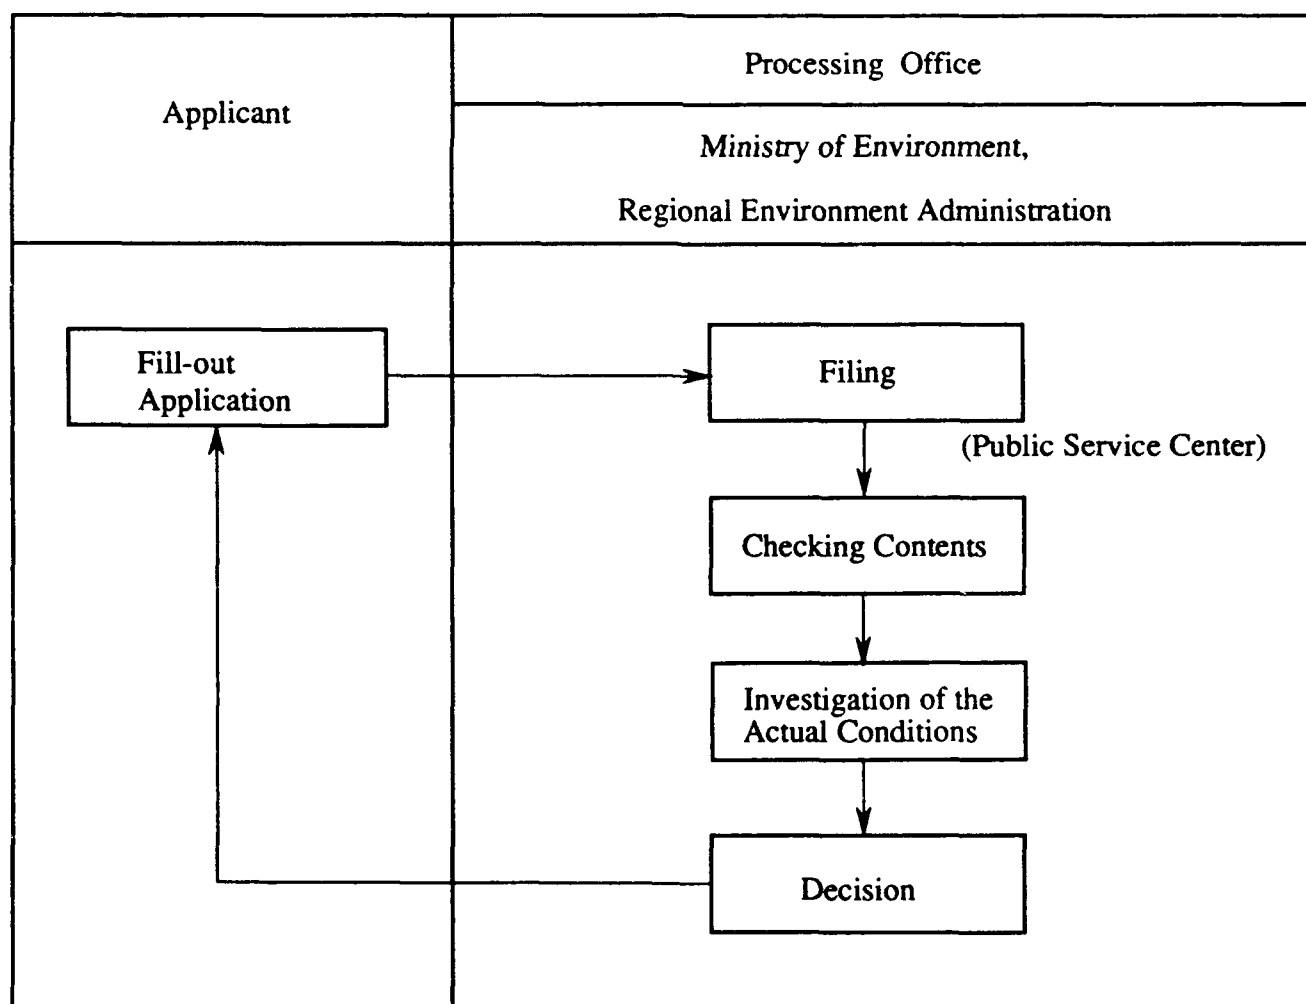 Applicant
Processing Office
Ministry of Environment,
Regional Environment Administration
Fill-out
Application
Filing
(Public Service Center)
Checking Contents
Investigation of the
Actual Conditions
Decision